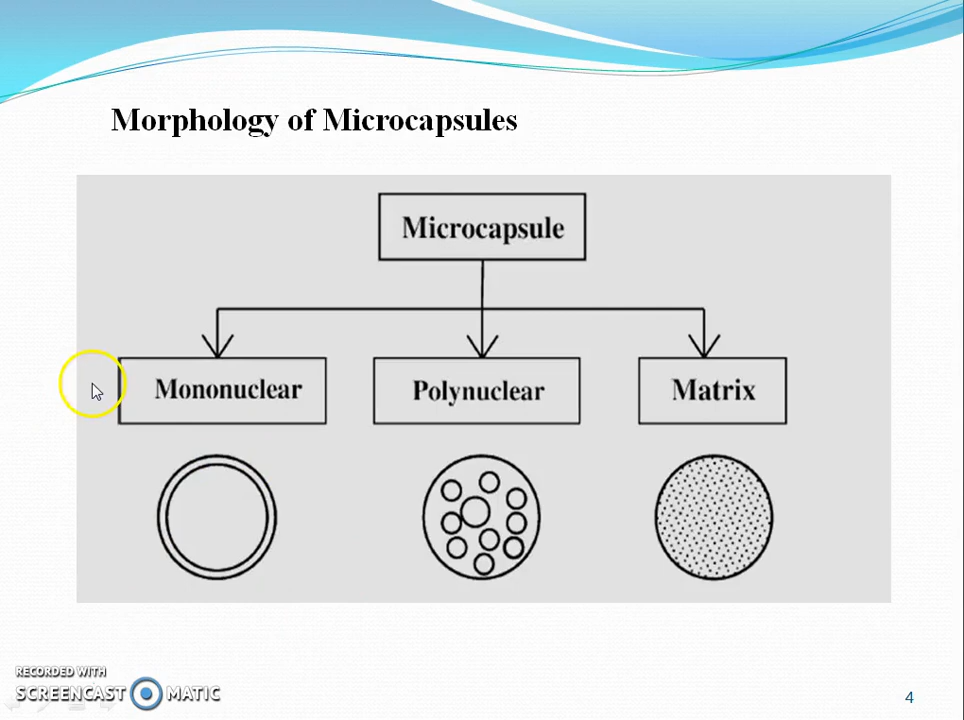 Morphology of Microcapsules
Microcapsule
Mononuclear
Polynuclear
Matrix
RECORDED WITH
SCREENCAST MATIC
4